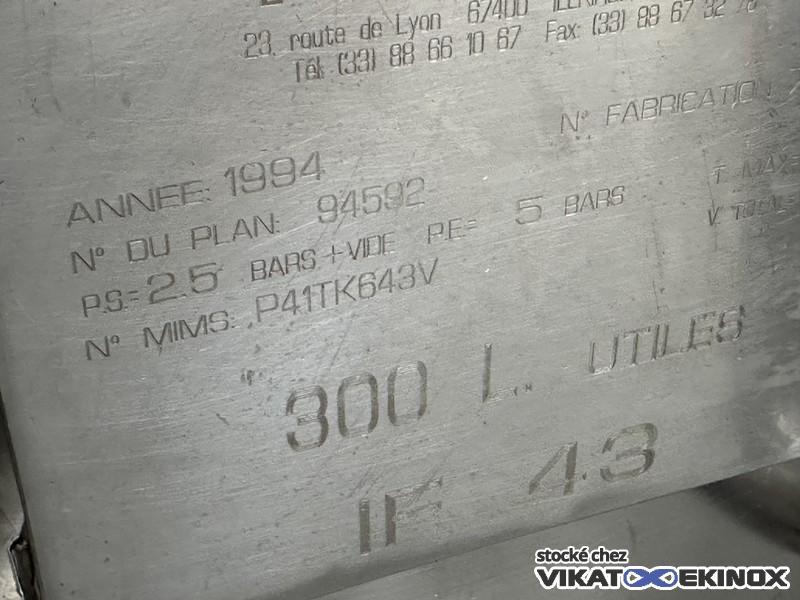 23, route de Lyon 67400
Tél. (33) 88 66 10 67 Fax: (33) 88 67 32
N° FABRICATION
ANNEE: 1994
N° DU PLAN: 94592
T. MAX=
P.S.= 2.5 BARS + VIDE P.E= 5 BARS
V. TOTAL=
N° MIMS: P41TK643V
300 L. UTILES
IF 43
stocké chez
VIKAT EKINOX